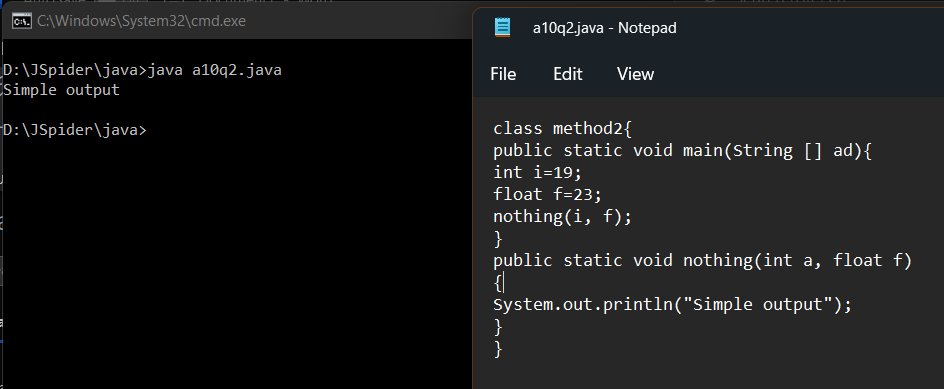 C:\Windows\System32\cmd.exe
D:\JSpider\java>java a10q2.java
Simple output
D:\JSpider\java>
a10q2.java - Notepad
File Edit View
class method2{
public static void main(String [] ad){
int i=19;
float f=23;
nothing(i, f);
}
public static void nothing(int a, float f)
{
System.out.println("Simple output");
}
}